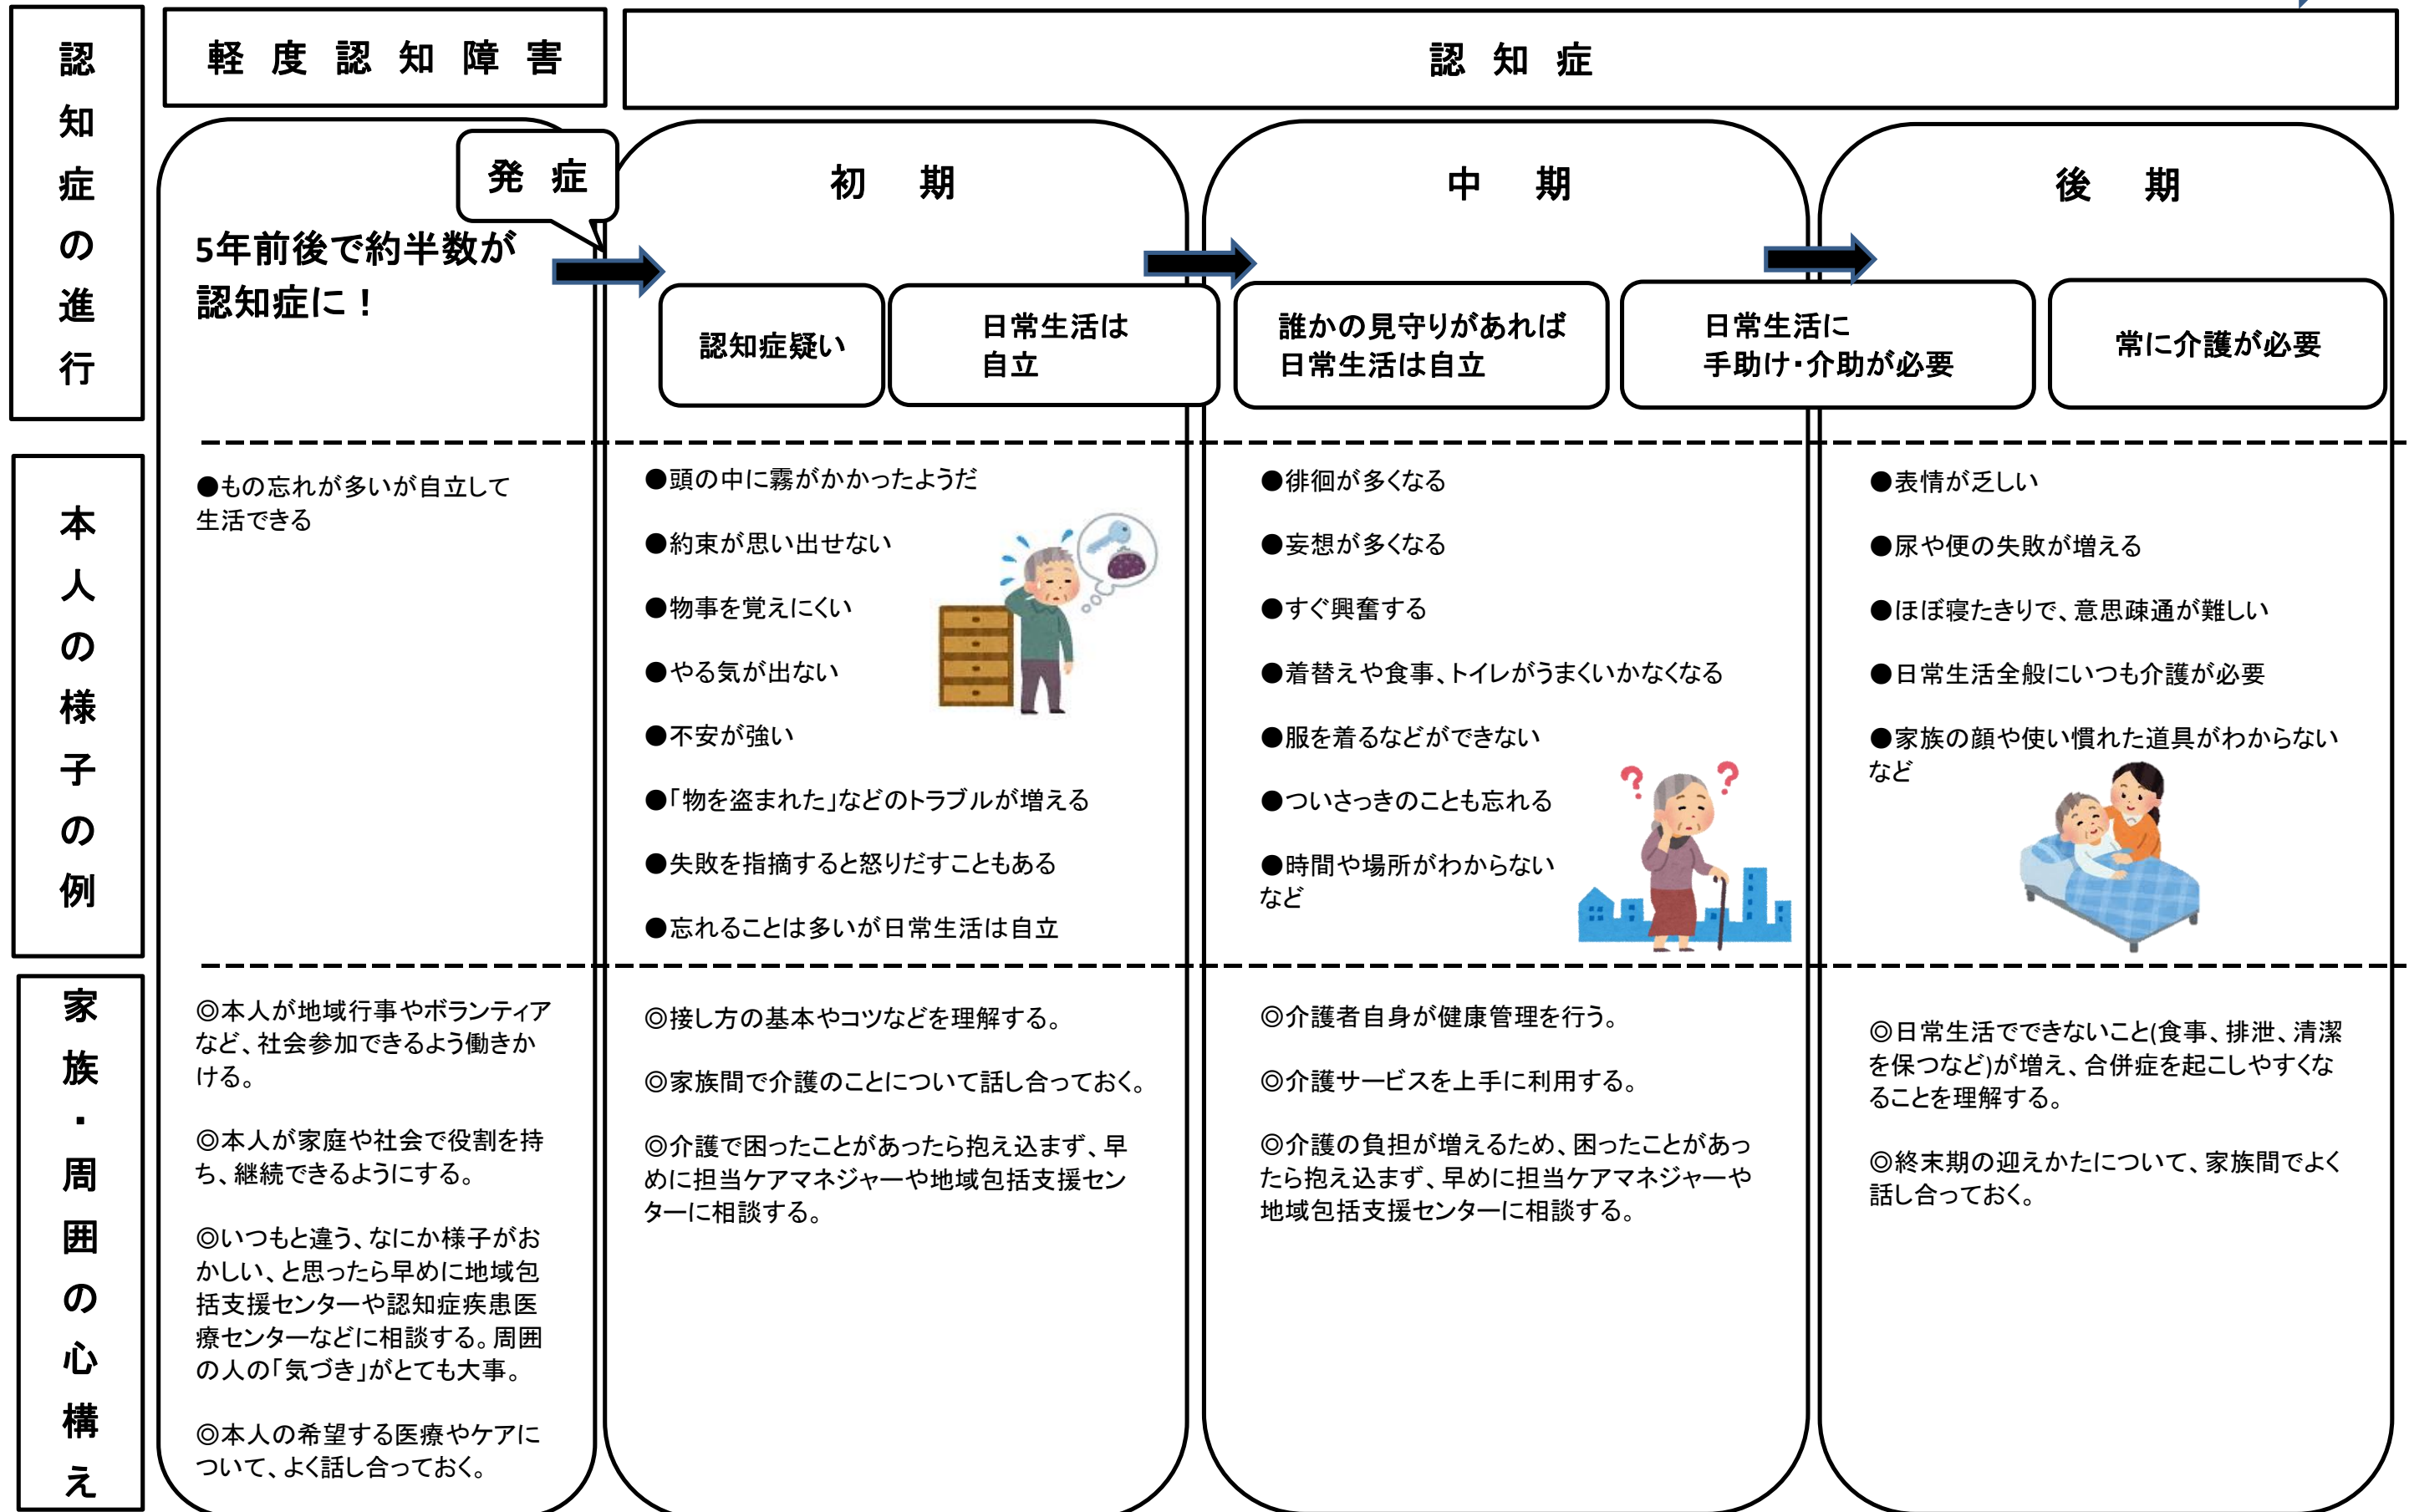 認知症の進行
軽度認知障害
認知症
発症
5年前後で約半数が
認知症に！
初期
中期
後期
認知症疑い
日常生活は
自立
誰かの見守りがあれば
日常生活は自立
日常生活に
手助け・介助が必要
常に介護が必要
本人の様子の例
●もの忘れが多いが自立して
生活できる
●頭の中に霧がかかったようだ
●約束が思い出せない
●物事を覚えにくい
●やる気が出ない
●不安が強い
●「物を盗まれた」などのトラブルが増える
●失敗を指摘すると怒りだすこともある
●忘れることは多いが日常生活は自立
●徘徊が多くなる
●妄想が多くなる
●すぐ興奮する
●着替えや食事、トイレがうまくいかなくなる
●服を着るなどができない
●ついさっきのことも忘れる
●時間や場所がわからない
など
●表情が乏しい
●尿や便の失敗が増える
●ほぼ寝たきりで、意思疎通が難しい
●日常生活全般にいつも介護が必要
●家族の顔や使い慣れた道具がわからない
など
家族・周囲の心構え
◎本人が地域行事やボランティア
など、社会参加できるよう働きか
ける。
◎本人が家庭や社会で役割を持
ち、継続できるようにする。
◎いつもと違う、なにか様子がお
かしい、と思ったら早めに地域包
括支援センターや認知症疾患医
療センターなどに相談する。周囲
の人の「気づき」がとても大事。
◎本人の希望する医療やケアに
ついて、よく話し合っておく。
◎接し方の基本やコツなどを理解する。
◎家族間で介護のことについて話し合っておく。
◎介護で困ったことがあったら抱え込まず、早
めに担当ケアマネジャーや地域包括支援セン
ターに相談する。
◎介護者自身が健康管理を行う。
◎介護サービスを上手に利用する。
◎介護の負担が増えるため、困ったことがあっ
たら抱え込まず、早めに担当ケアマネジャーや
地域包括支援センターに相談する。
◎日常生活でできないこと(食事、排泄、清潔
を保つなど)が増え、合併症を起こしやすくな
ることを理解する。
◎終末期の迎えかたについて、家族間でよく
話し合っておく。